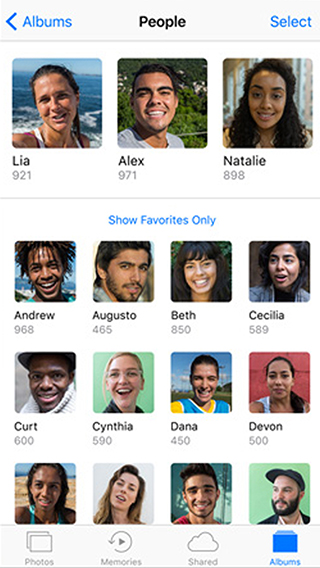 Albums People Select
Lia Alex Natalie
921 971 898
Show Favorites Only
Andrew Augusto Beth Cecilia
968 465 850 589
Curt Cynthia Dana Devon
600 590 450 500
Photos Memories Shared Albums